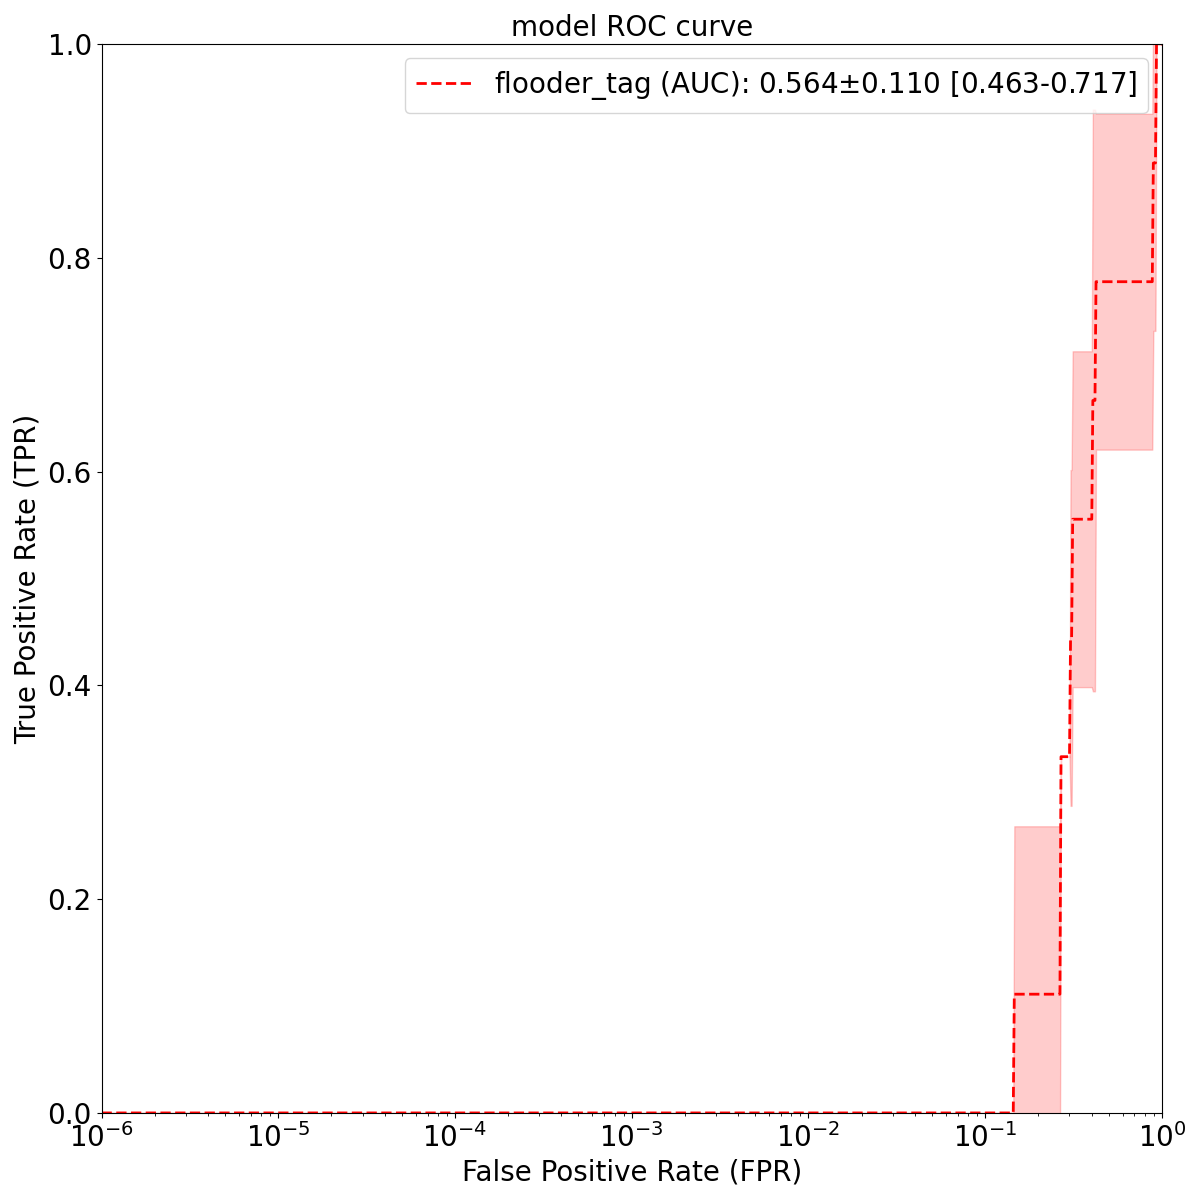 model ROC curve
flooder_tag (AUC): 0.564±0.110 [0.463-0.717]
True Positive Rate (TPR)
1.0
0.8
0.6
0.4
0.2
0.0
10⁻⁶ 10⁻⁵ 10⁻⁴ 10⁻³ 10⁻² 10⁻¹ 10⁰
False Positive Rate (FPR)